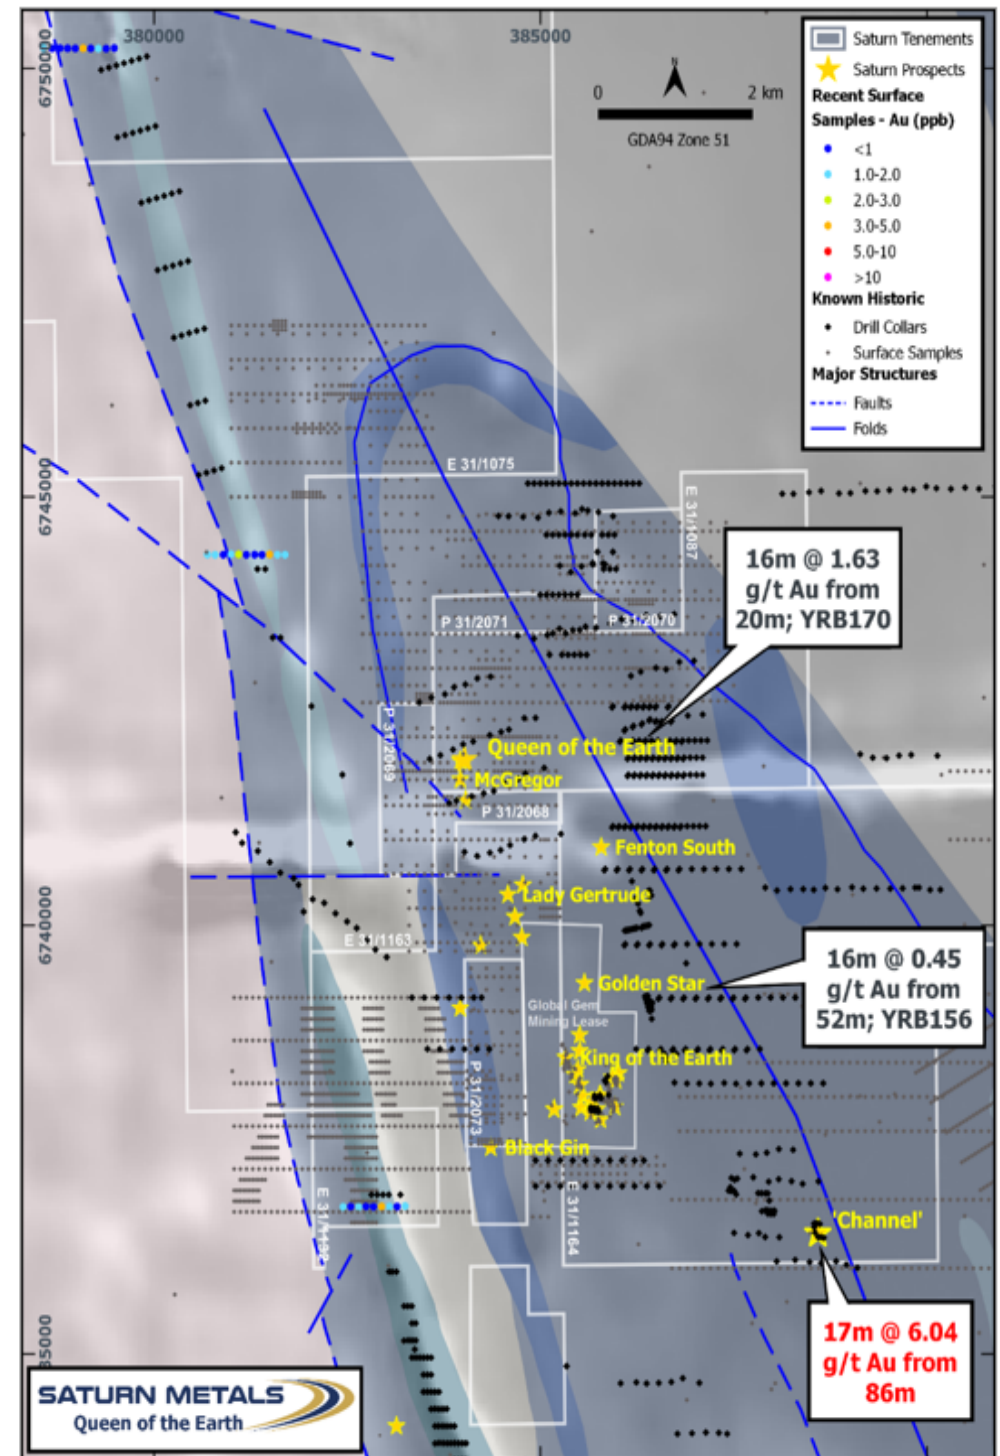 380000
385000
6750000
6745000
6740000
35000
N
0 2 km
GDA94 Zone 51
Saturn Tenements
Saturn Prospects
Recent Surface
Samples - Au (ppb)
<1
1.0-2.0
2.0-3.0
3.0-5.0
5.0-10
>10
Known Historic
Drill Collars
Surface Samples
Major Structures
Faults
Folds
E 31/1075
E 31/1087
16m @ 1.63
g/t Au from
20m; YRB170
P 31/2071
P 31/2070
P 31/2069
Queen of the Earth
McGregor
P 31/2068
Fenton South
Lady Gertrude
E 31/1163
Golden Star
16m @ 0.45
g/t Au from
52m; YRB156
Global Gem
Mining Lease
King of the Earth
P 31/2073
Black Gin
E 31/1164
'Channel'
17m @ 6.04
g/t Au from
86m
SATURN METALS
Queen of the Earth